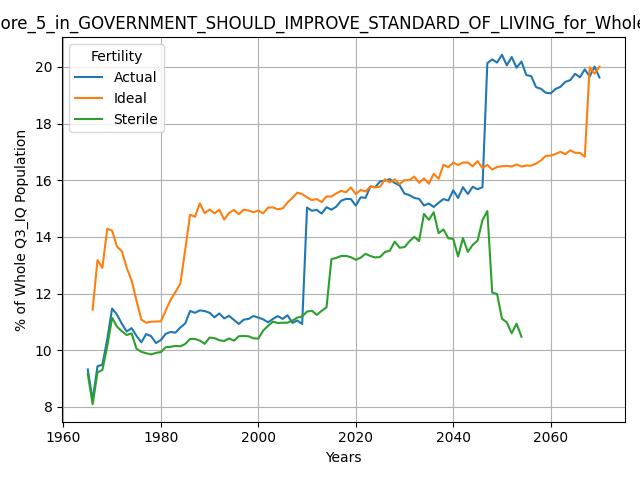 ore_5_in_GOVERNMENT_SHOULD_IMPROVE_STANDARD_OF_LIVING_for_Whole
Fertility
Actual
Ideal
Sterile
% of Whole Q3_IQ Population
20
18
16
14
12
10
8
1960
1980
2000
2020
2040
2060
Years